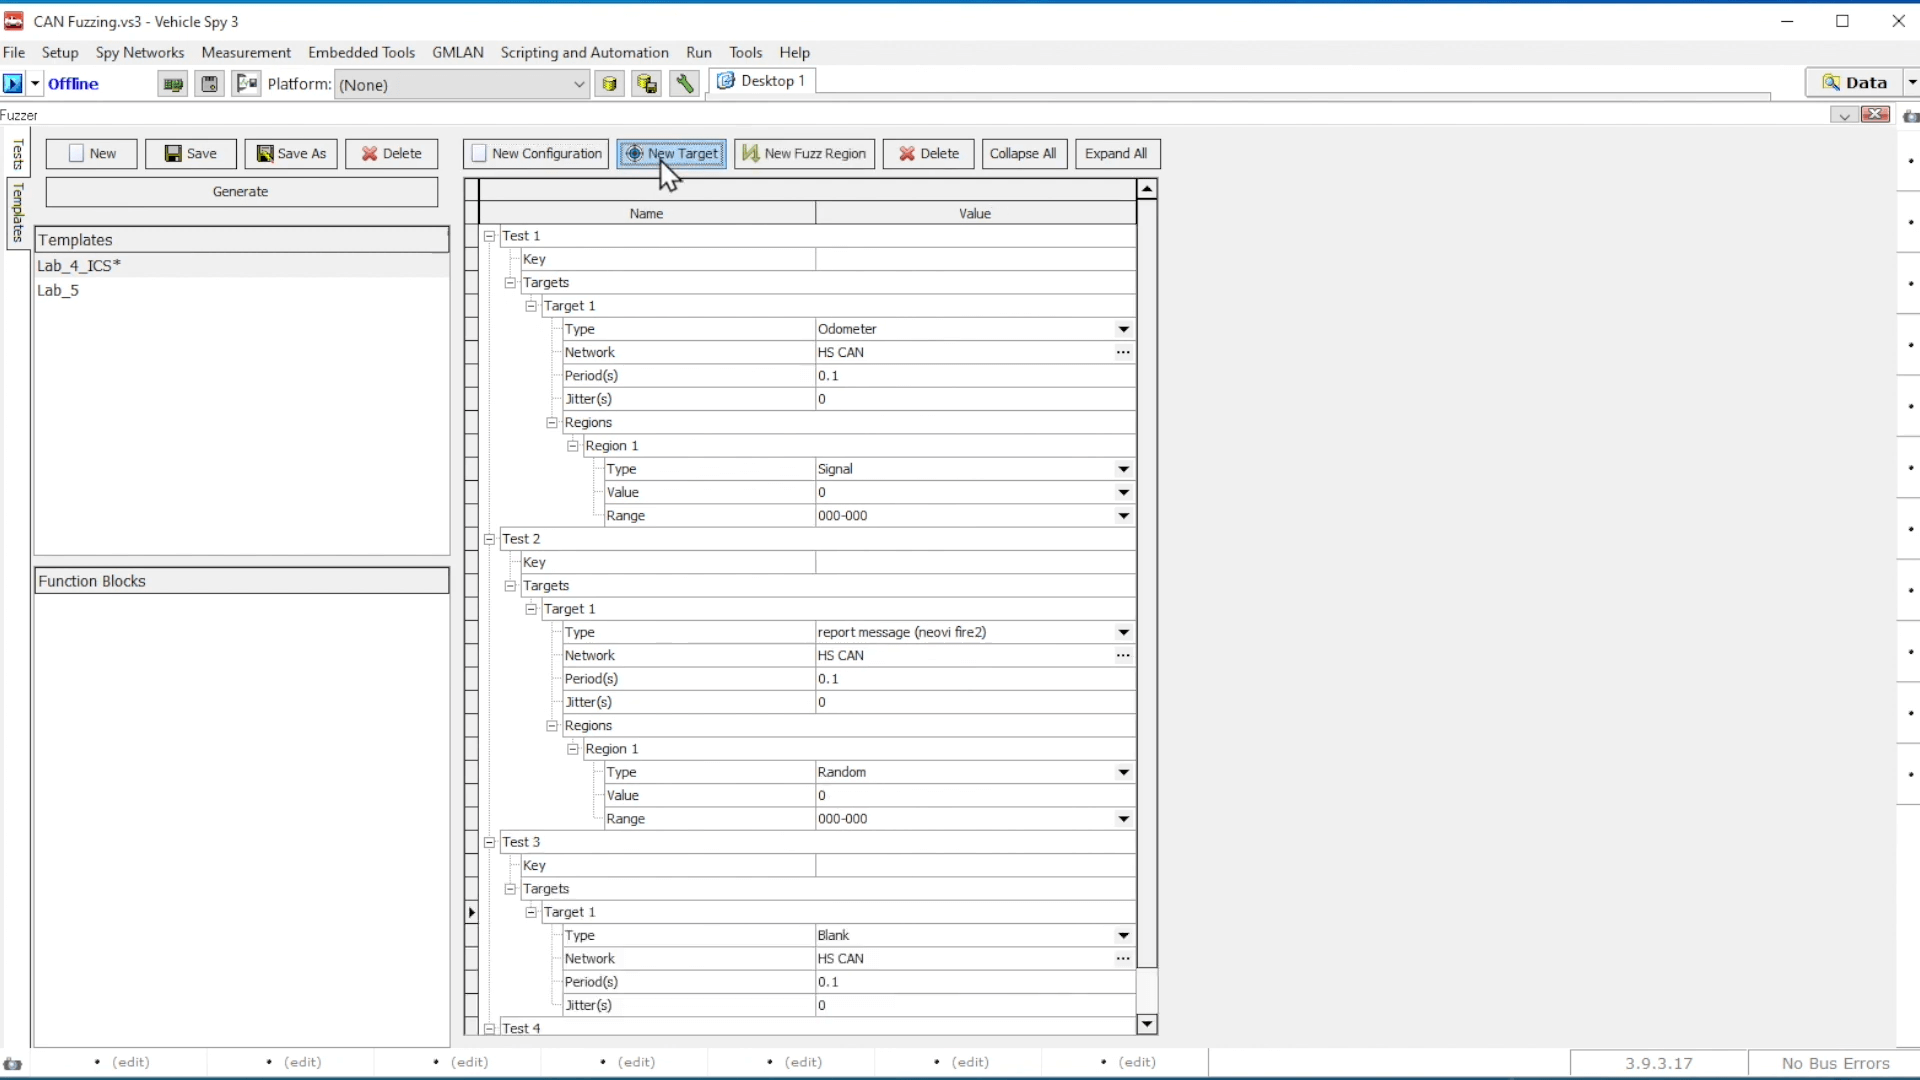 CAN Fuzzing.vs3 - Vehicle Spy 3
File Setup Spy Networks Measurement Embedded Tools GMLAN Scripting and Automation Run Tools Help
Offline Platform: (None) Desktop 1 Data
Fuzzer
Tests
Templates
New Save Save As Delete New Configuration New Target New Fuzz Region Delete Collapse All Expand All
Generate
Templates
Lab_4_ICS*
Lab_5
Function Blocks
Name Value
Test 1
Key
Targets
Target 1
Type Odometer
Network HS CAN ...
Period(s) 0.1
Jitter(s) 0
Regions
Region 1
Type Signal
Value 0
Range 000-000
Test 2
Key
Targets
Target 1
Type report message (neovi fire2)
Network HS CAN ...
Period(s) 0.1
Jitter(s) 0
Regions
Region 1
Type Random
Value 0
Range 000-000
Test 3
Key
Targets
Target 1
Type Blank
Network HS CAN ...
Period(s) 0.1
Jitter(s) 0
Test 4
(edit) (edit) (edit) (edit) (edit) (edit) (edit) 3.9.3.17 No Bus Errors